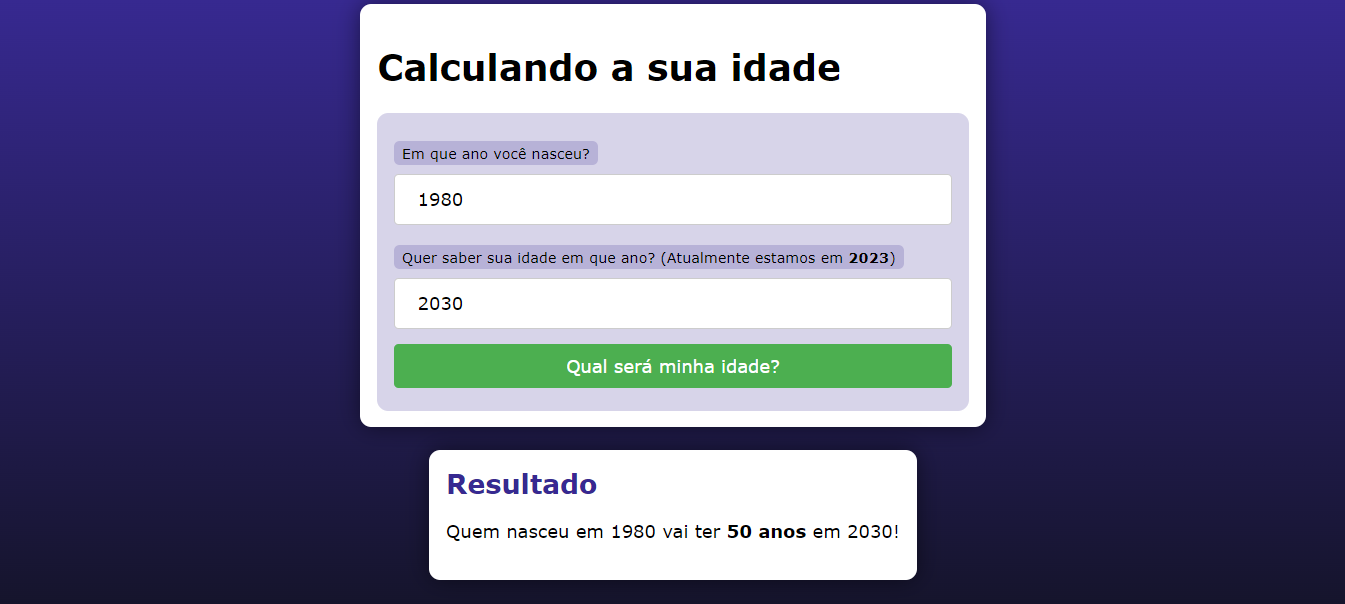 Calculando a sua idade
Em que ano você nasceu?
1980
Quer saber sua idade em que ano? (Atualmente estamos em 2023)
2030
Qual será minha idade?
Resultado
Quem nasceu em 1980 vai ter 50 anos em 2030!